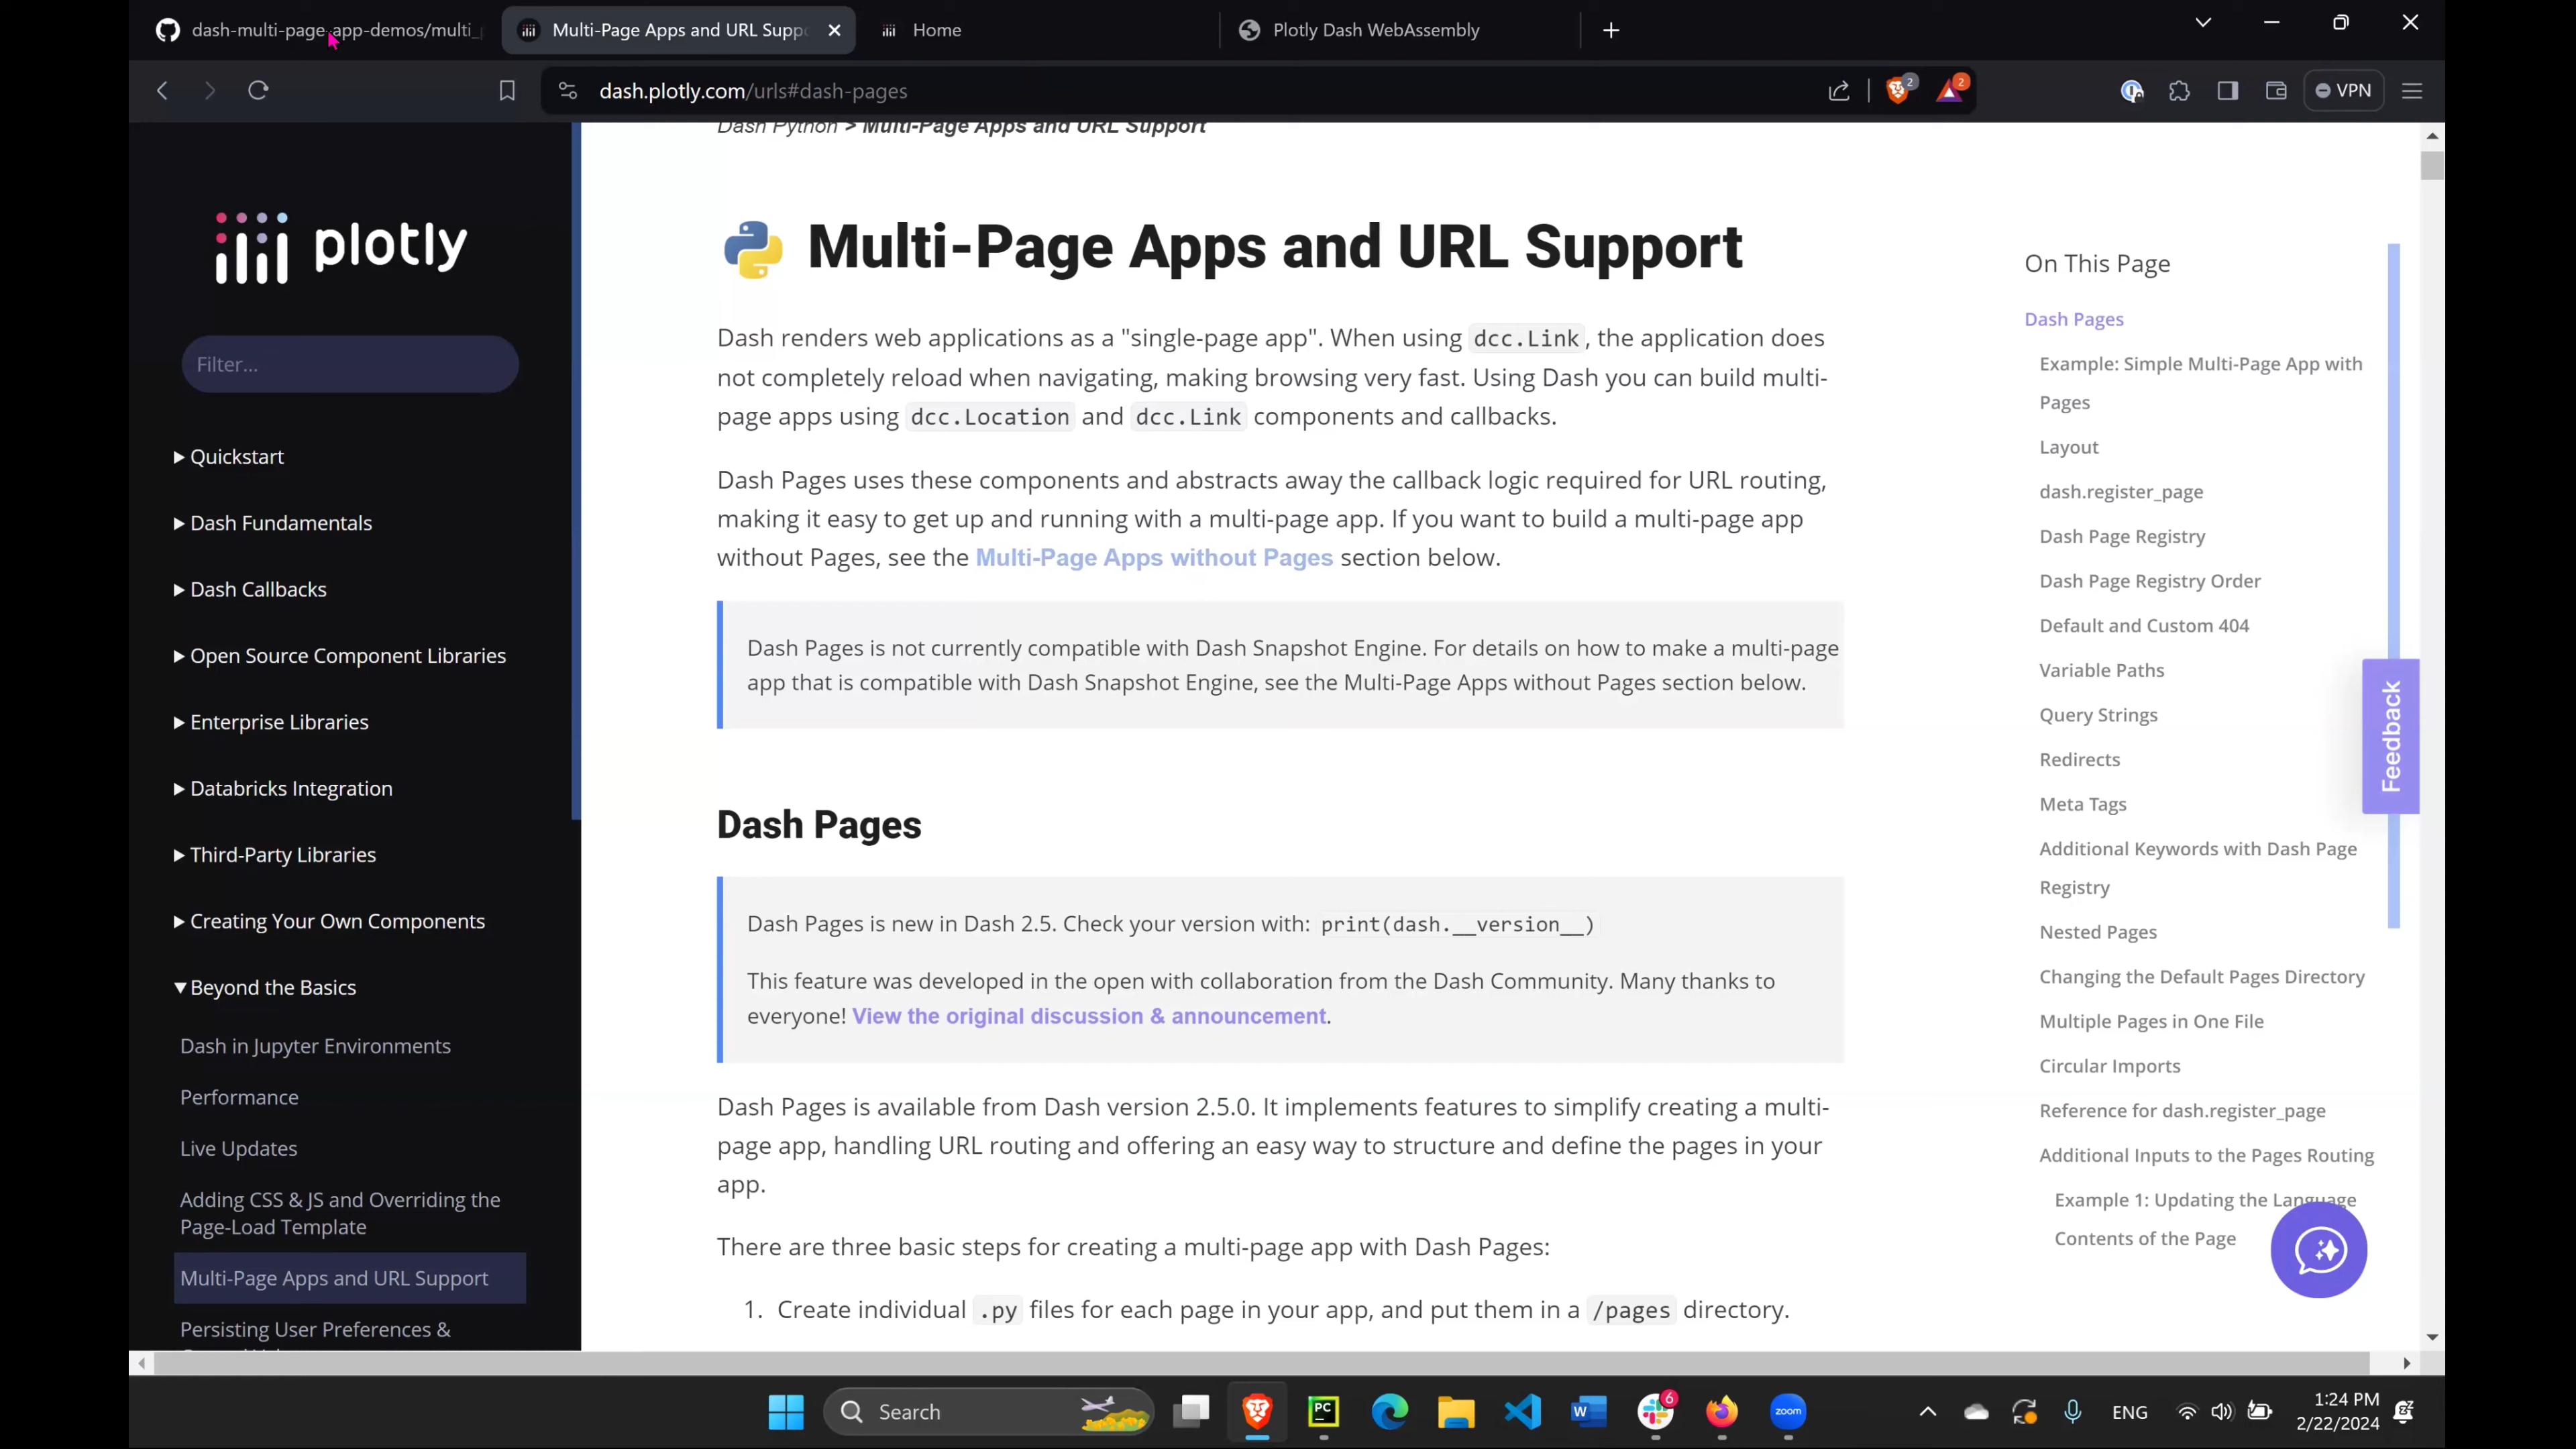 dash-multi-page-app-demos/multi_p
Multi-Page Apps and URL Suppo
Home
Plotly Dash WebAssembly
dash.plotly.com/urls#dash-pages
2
2
VPN
plotly
Filter...
Quickstart
Dash Fundamentals
Dash Callbacks
Open Source Component Libraries
Enterprise Libraries
Databricks Integration
Third-Party Libraries
Creating Your Own Components
Beyond the Basics
Dash in Jupyter Environments
Performance
Live Updates
Adding CSS & JS and Overriding the
Page-Load Template
Multi-Page Apps and URL Support
Persisting User Preferences &
Dash Python > Multi-Page Apps and URL Support
Multi-Page Apps and URL Support
Dash renders web applications as a "single-page app". When using dcc.Link, the application does
not completely reload when navigating, making browsing very fast. Using Dash you can build multi-
page apps using dcc.Location and dcc.Link components and callbacks.
Dash Pages uses these components and abstracts away the callback logic required for URL routing,
making it easy to get up and running with a multi-page app. If you want to build a multi-page app
without Pages, see the Multi-Page Apps without Pages section below.
Dash Pages is not currently compatible with Dash Snapshot Engine. For details on how to make a multi-page
app that is compatible with Dash Snapshot Engine, see the Multi-Page Apps without Pages section below.
Dash Pages
Dash Pages is new in Dash 2.5. Check your version with: print(dash.__version__)
This feature was developed in the open with collaboration from the Dash Community. Many thanks to
everyone! View the original discussion & announcement.
Dash Pages is available from Dash version 2.5.0. It implements features to simplify creating a multi-
page app, handling URL routing and offering an easy way to structure and define the pages in your
app.
There are three basic steps for creating a multi-page app with Dash Pages:
1. Create individual .py files for each page in your app, and put them in a /pages directory.
On This Page
Dash Pages
Example: Simple Multi-Page App with
Pages
Layout
dash.register_page
Dash Page Registry
Dash Page Registry Order
Default and Custom 404
Variable Paths
Query Strings
Redirects
Meta Tags
Additional Keywords with Dash Page
Registry
Nested Pages
Changing the Default Pages Directory
Multiple Pages in One File
Circular Imports
Reference for dash.register_page
Additional Inputs to the Pages Routing
Example 1: Updating the Language
Contents of the Page
Feedback
Search
PC
W
6
zoom
ENG
1:24 PM
2/22/2024